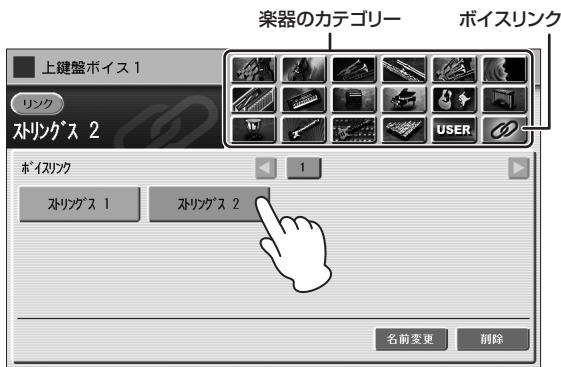 楽器のカテゴリー ボイスリンク
上鍵盤ボイス1
リンク
ストリングス 2
USER
ボイスリンク 1
ストリングス 1 ストリングス 2
名前変更 削除